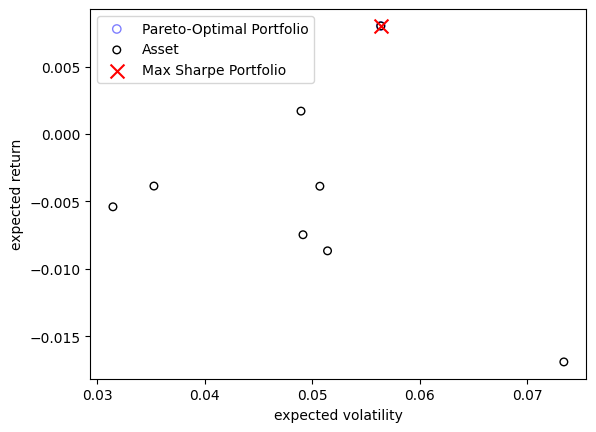 Pareto-Optimal Portfolio
Asset
Max Sharpe Portfolio
0.005
0.000
−0.005
−0.010
−0.015
expected return
0.03 0.04 0.05 0.06 0.07
expected volatility